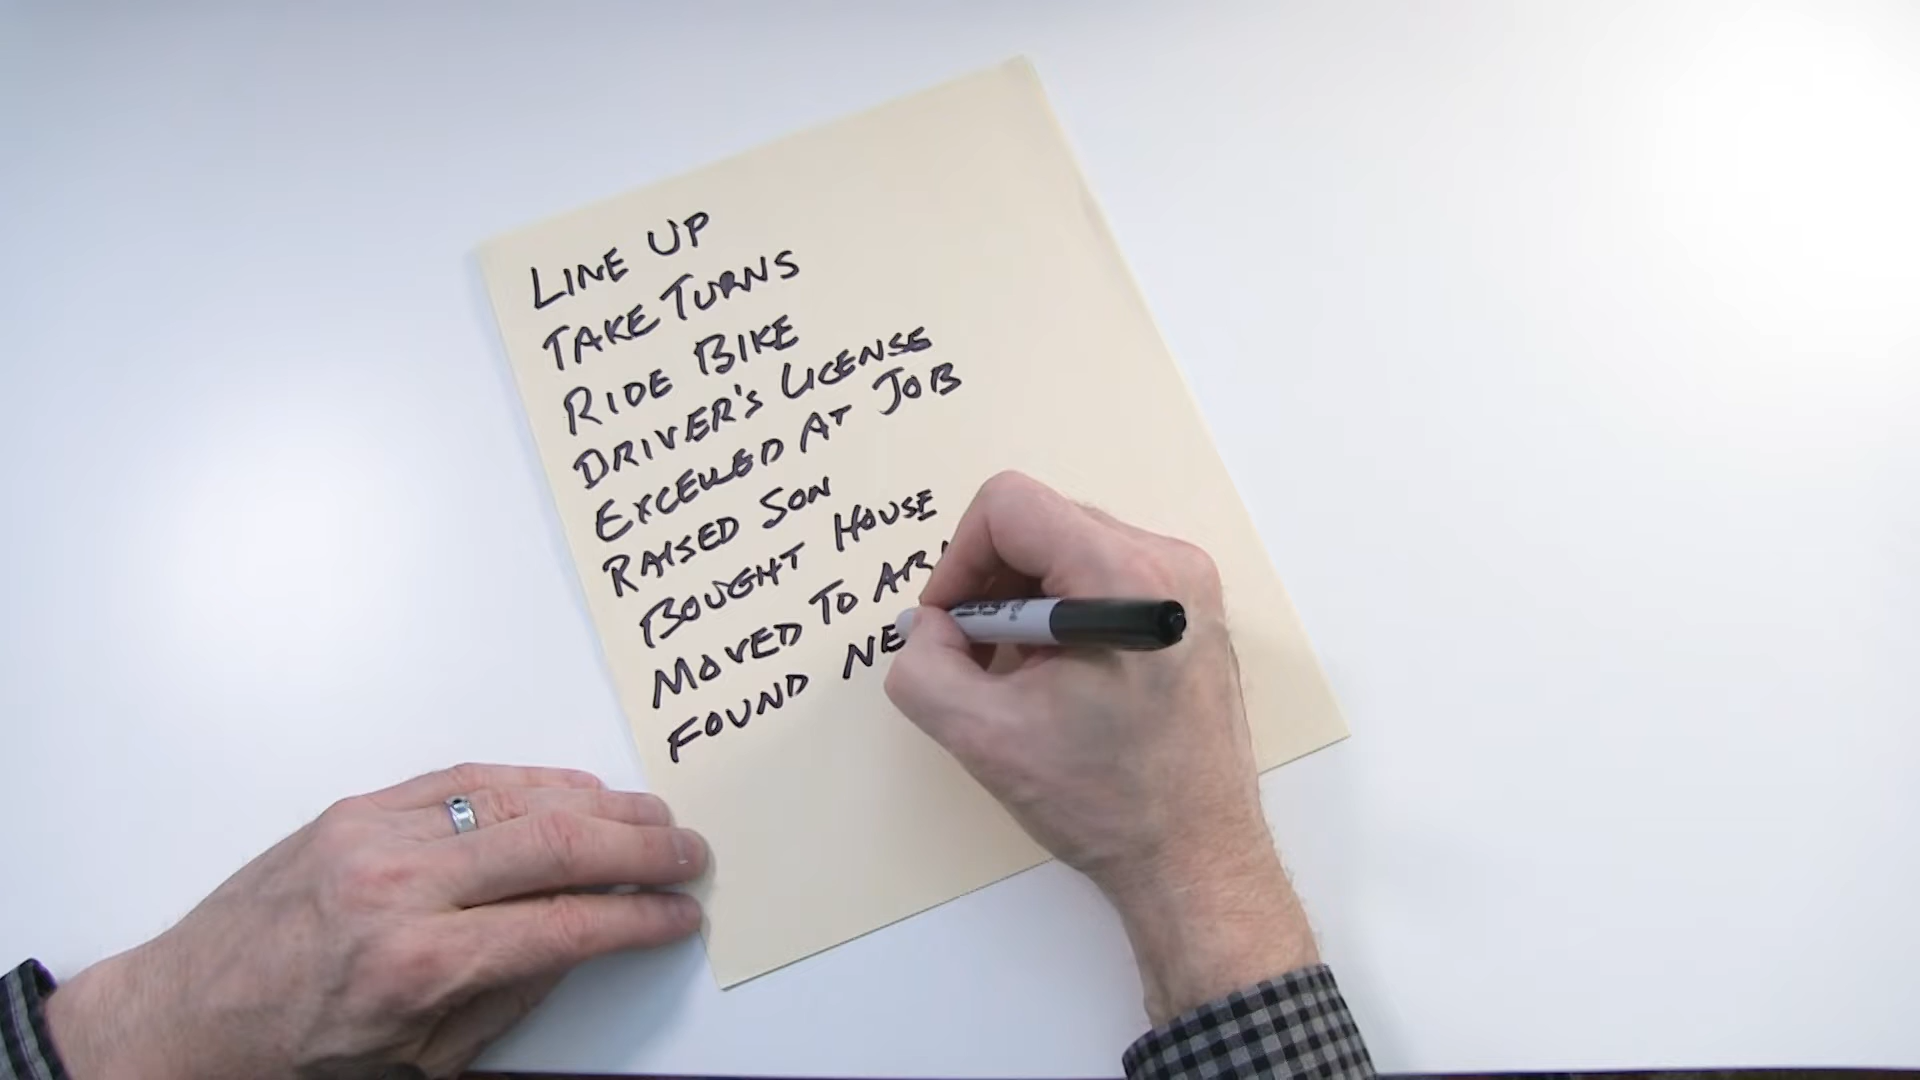 LINE UP
TAKE TURNS
RIDE BIKE
DRIVER'S LICENSE
EXCELLED AT JOB
RAISED SON
BOUGHT HOUSE
MOVED TO
FOUND